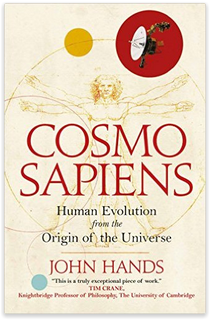 COSMO
SAPIENS
Human Evolution
from the
Origin of the Universe
JOHN HANDS
"This is a truly exceptional piece of work."
TIM CRANE,
Knightbridge Professor of Philosophy, The University of Cambridge